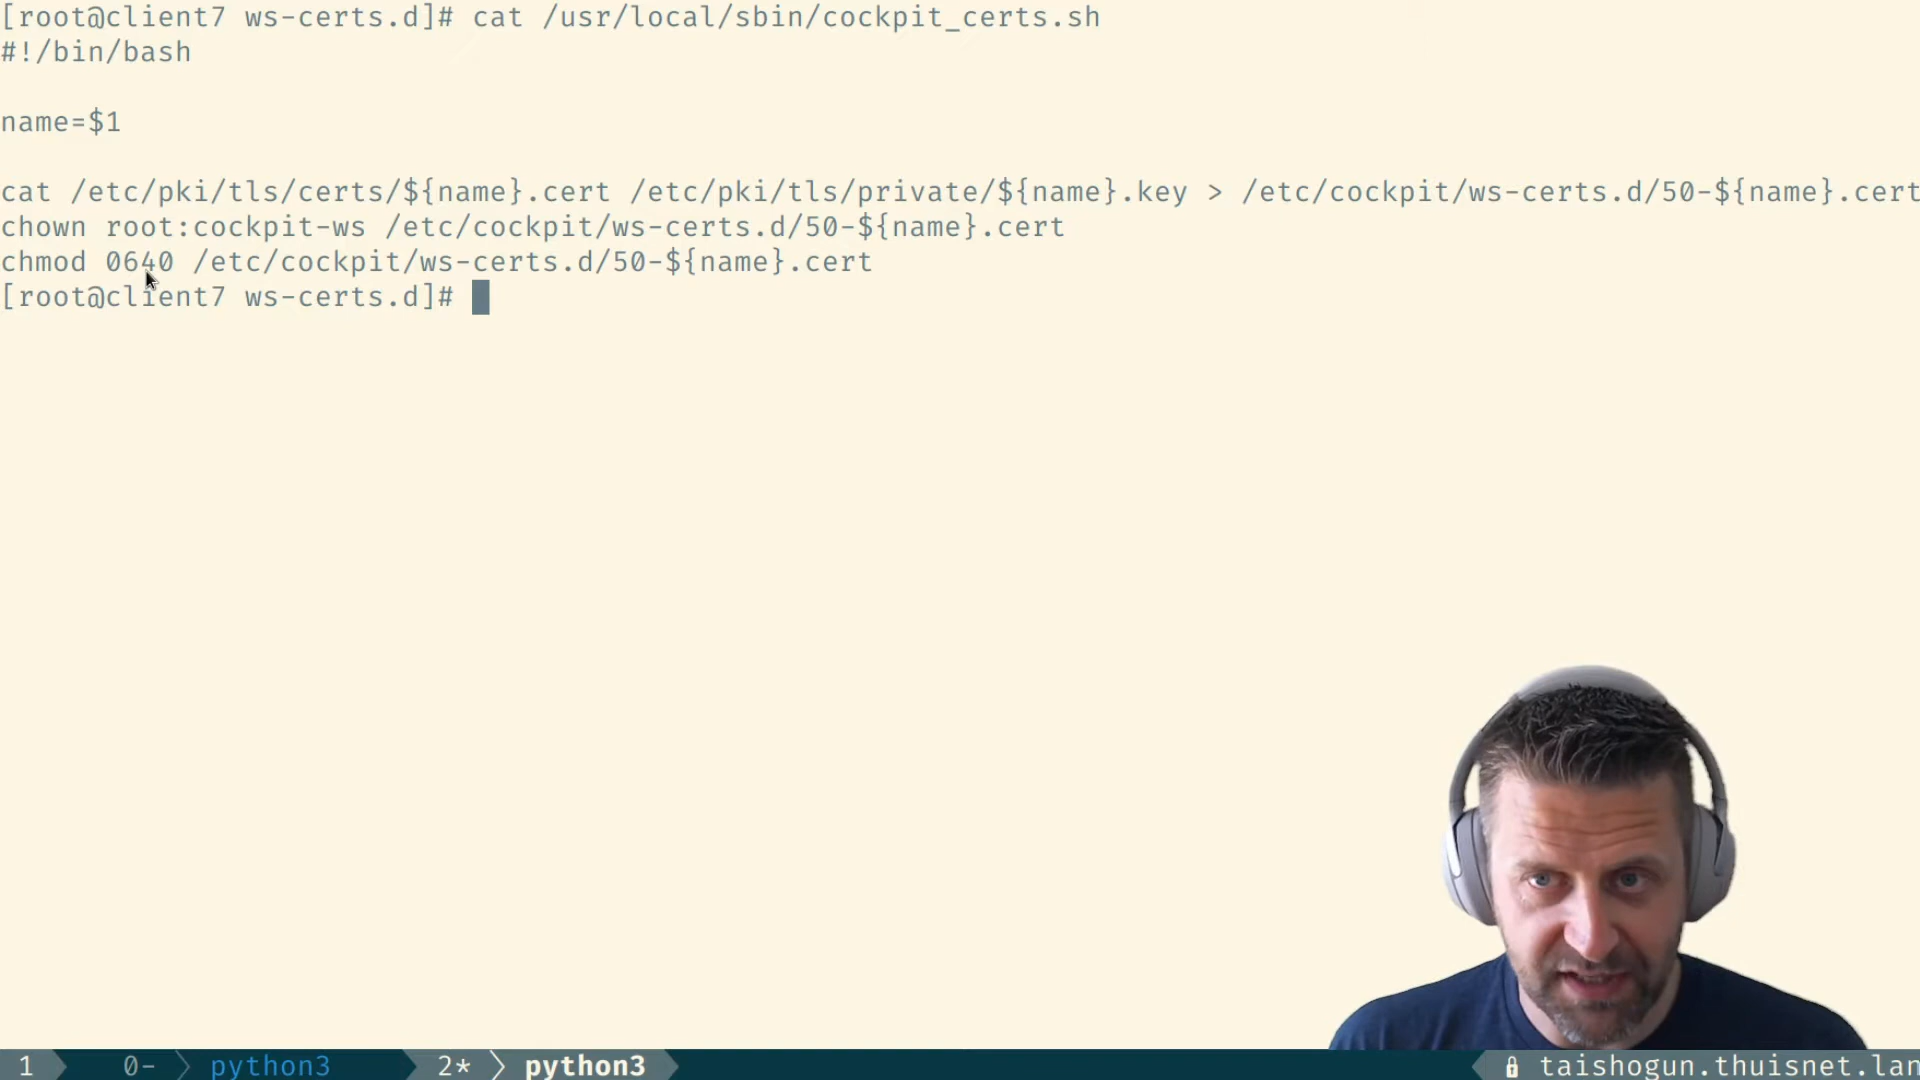 [root@client7 ws-certs.d]# cat /usr/local/sbin/cockpit_certs.sh
#!/bin/bash
name=$1
cat /etc/pki/tls/certs/${name}.cert /etc/pki/tls/private/${name}.key > /etc/cockpit/ws-certs.d/50-${name}.cert
chown root:cockpit-ws /etc/cockpit/ws-certs.d/50-${name}.cert
chmod 0640 /etc/cockpit/ws-certs.d/50-${name}.cert
[root@client7 ws-certs.d]#
1 0- python3 2* python3 taishogun.thuisnet.lan